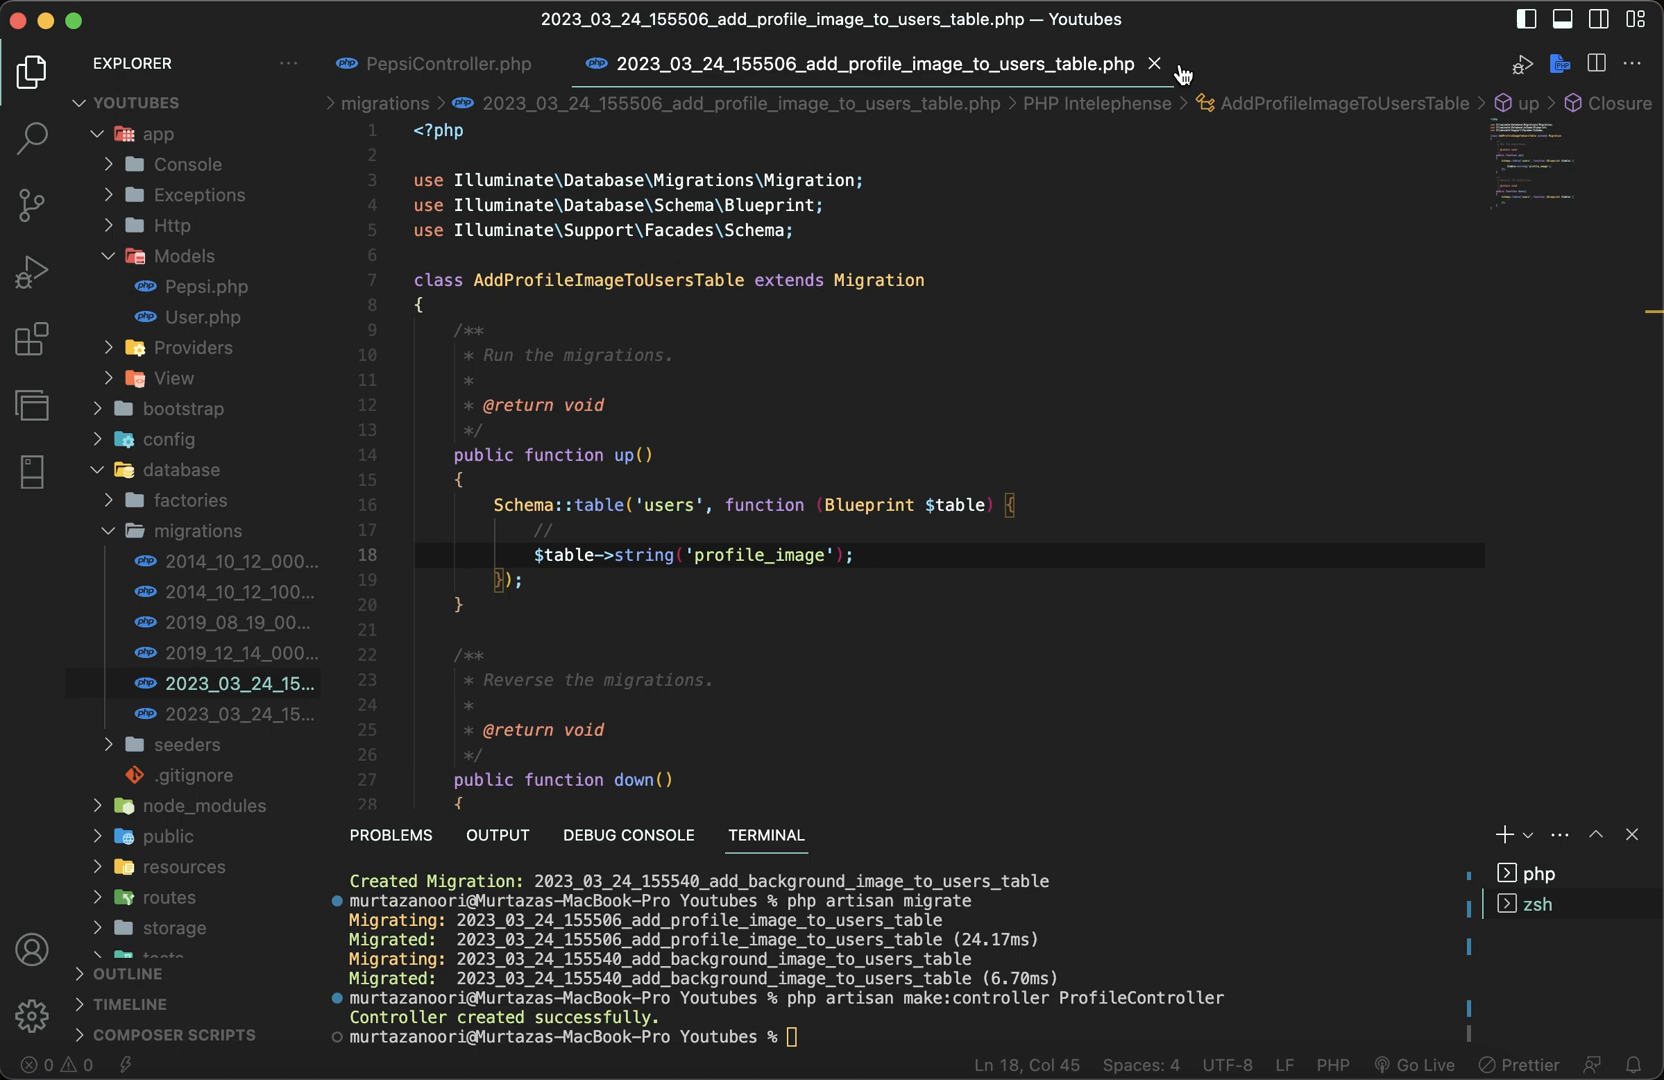 2023_03_24_155506_add_profile_image_to_users_table.php — Youtubes
EXPLORER
PepsiController.php
2023_03_24_155506_add_profile_image_to_users_table.php
YOUTUBES
migrations > 2023_03_24_155506_add_profile_image_to_users_table.php > PHP Intelephense > AddProfileImageToUsersTable > up > Closure
app
Console
Exceptions
Http
Models
Pepsi.php
User.php
Providers
View
bootstrap
config
database
factories
migrations
2014_10_12_000...
2014_10_12_100...
2019_08_19_00...
2019_12_14_000...
2023_03_24_15...
2023_03_24_15...
seeders
.gitignore
node_modules
public
resources
routes
storage
OUTLINE
TIMELINE
COMPOSER SCRIPTS
1 <?php
2
3 use Illuminate\Database\Migrations\Migration;
4 use Illuminate\Database\Schema\Blueprint;
5 use Illuminate\Support\Facades\Schema;
6
7 class AddProfileImageToUsersTable extends Migration
8 {
9 /**
10 * Run the migrations.
11 *
12 * @return void
13 */
14 public function up()
15 {
16 Schema::table('users', function (Blueprint $table) {
17 //
18 $table->string('profile_image');
19 });
20 }
21
22 /**
23 * Reverse the migrations.
24 *
25 * @return void
26 */
27 public function down()
28 {
PROBLEMS OUTPUT DEBUG CONSOLE TERMINAL
Created Migration: 2023_03_24_155540_add_background_image_to_users_table
murtazanoori@Murtazas-MacBook-Pro Youtubes % php artisan migrate
Migrating: 2023_03_24_155506_add_profile_image_to_users_table
Migrated: 2023_03_24_155506_add_profile_image_to_users_table (24.17ms)
Migrating: 2023_03_24_155540_add_background_image_to_users_table
Migrated: 2023_03_24_155540_add_background_image_to_users_table (6.70ms)
murtazanoori@Murtazas-MacBook-Pro Youtubes % php artisan make:controller ProfileController
Controller created successfully.
murtazanoori@Murtazas-MacBook-Pro Youtubes %
php
zsh
0 0
Ln 18, Col 45 Spaces: 4 UTF-8 LF PHP Go Live Prettier